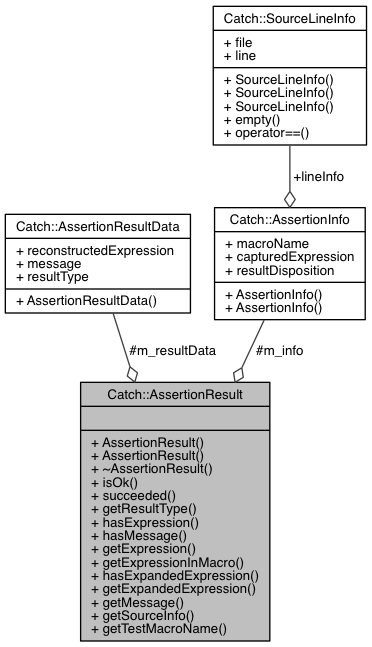 Catch::SourceLineInfo
+ file
+ line
+ SourceLineInfo()
+ SourceLineInfo()
+ SourceLineInfo()
+ empty()
+ operator==()
+lineInfo
Catch::AssertionResultData
+ reconstructedExpression
+ message
+ resultType
+ AssertionResultData()
Catch::AssertionInfo
+ macroName
+ capturedExpression
+ resultDisposition
+ AssertionInfo()
+ AssertionInfo()
#m_resultData
#m_info
Catch::AssertionResult
+ AssertionResult()
+ AssertionResult()
+ ~AssertionResult()
+ isOk()
+ succeeded()
+ getResultType()
+ hasExpression()
+ hasMessage()
+ getExpression()
+ getExpressionInMacro()
+ hasExpandedExpression()
+ getExpandedExpression()
+ getMessage()
+ getSourceInfo()
+ getTestMacroName()